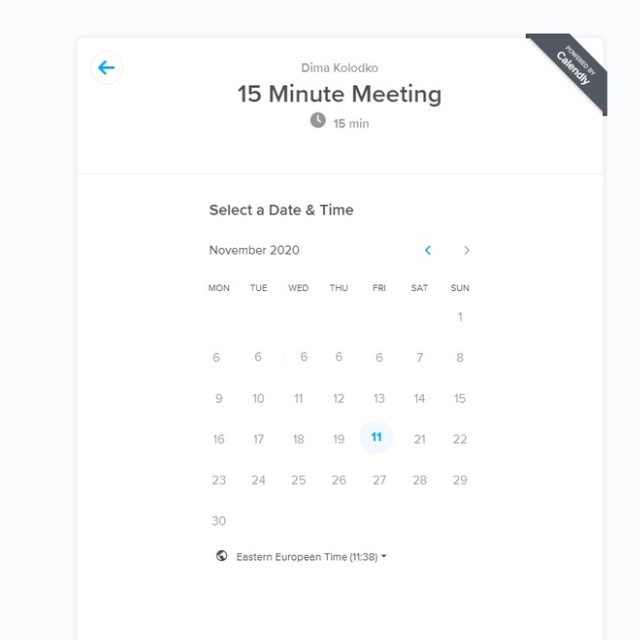 Dima Kolodko
POWERED BY
Calendly
15 Minute Meeting
15 min
Select a Date & Time
November 2020
MON TUE WED THU FRI SAT SUN
1
6 6 6 6 6 7 8
9 10 11 12 13 14 15
16 17 18 19 11 21 22
23 24 25 26 27 28 29
30
Eastern European Time (11:38)